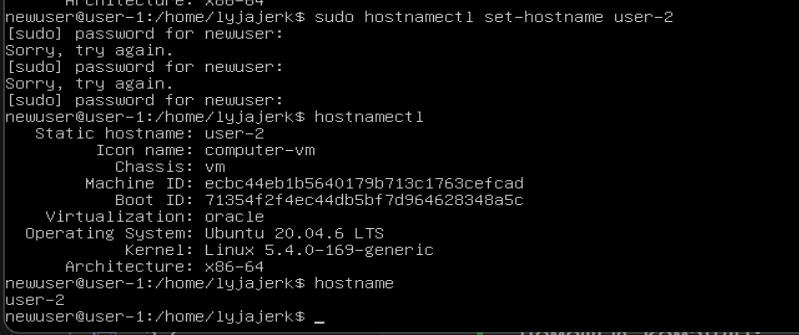 Architecture: x86-64
newuser@user-1:/home/lyjajerk$ sudo hostnamectl set-hostname user-2
[sudo] password for newuser:
Sorry, try again.
[sudo] password for newuser:
Sorry, try again.
[sudo] password for newuser:
newuser@user-1:/home/lyjajerk$ hostnamectl
Static hostname: user-2
Icon name: computer-vm
Chassis: vm
Machine ID: ecbc44eb1b5640179b713c1763cefcad
Boot ID: 71354f2f4ec44db5bf7d964628348a5c
Virtualization: oracle
Operating System: Ubuntu 20.04.6 LTS
Kernel: Linux 5.4.0-169-generic
Architecture: x86-64
newuser@user-1:/home/lyjajerk$ hostname
user-2
newuser@user-1:/home/lyjajerk$ _